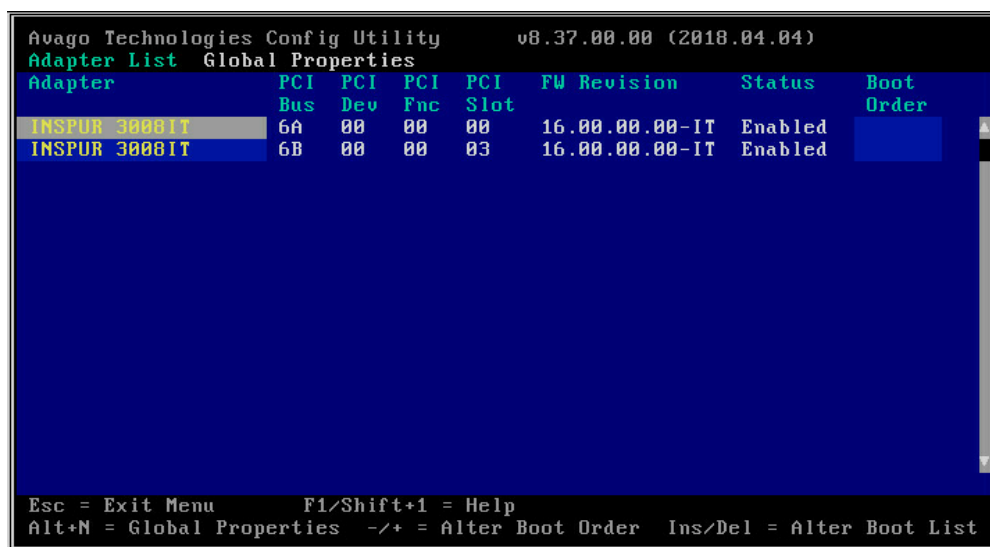 Avago Technologies Config Utility v8.37.00.00 (2018.04.04)
Adapter List Global Properties
Adapter PCI PCI PCI PCI FW Revision Status Boot
Bus Dev Fnc Slot Order
INSPUR 3008IT 6A 00 00 00 16.00.00.00-IT Enabled
INSPUR 3008IT 6B 00 00 03 16.00.00.00-IT Enabled
Esc = Exit Menu F1/Shift+1 = Help
Alt+N = Global Properties -/+ = Alter Boot Order Ins/Del = Alter Boot List